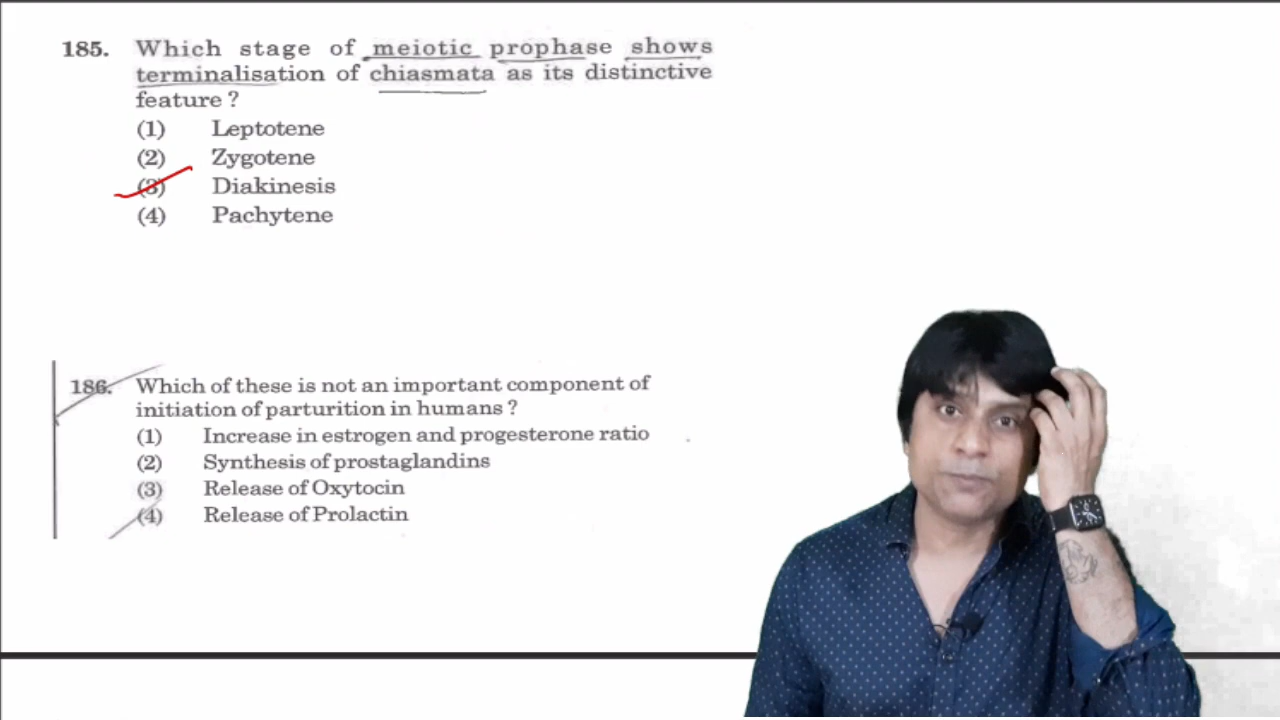 185. Which stage of meiotic prophase shows
terminalisation of chiasmata as its distinctive
feature ?
(1) Leptotene
(2) Zygotene
(3) Diakinesis
(4) Pachytene
186. Which of these is not an important component of
initiation of parturition in humans ?
(1) Increase in estrogen and progesterone ratio
(2) Synthesis of prostaglandins
(3) Release of Oxytocin
(4) Release of Prolactin